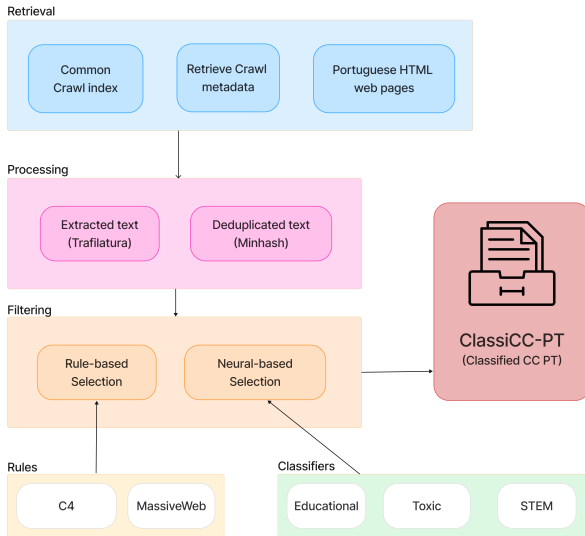 Retrieval
Common
Crawl index
Retrieve Crawl
metadata
Portuguese HTML
web pages
Processing
Extracted text
(Trafilatura)
Deduplicated text
(Minhash)
Filtering
Rule-based
Selection
Neural-based
Selection
ClassiCC-PT
(Classified CC PT)
Rules
C4
MassiveWeb
Classifiers
Educational
Toxic
STEM